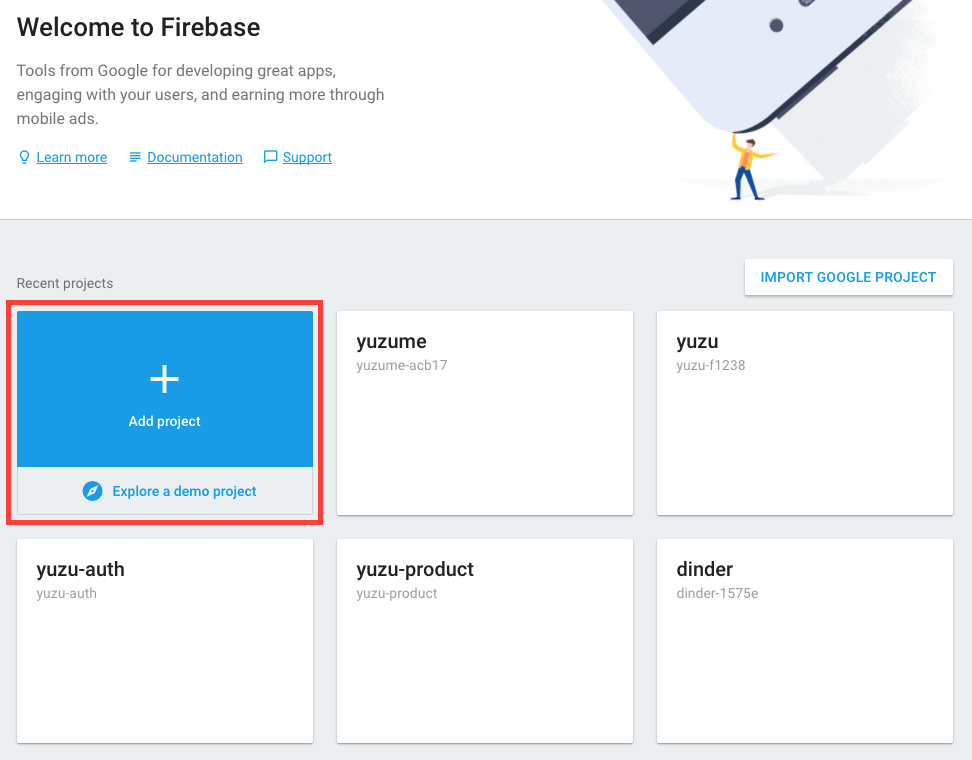 Welcome to Firebase
Tools from Google for developing great apps,
engaging with your users, and earning more through
mobile ads.
Learn more Documentation Support
Recent projects
IMPORT GOOGLE PROJECT
Add project
Explore a demo project
yuzume
yuzume-acb17
yuzu
yuzu-f1238
yuzu-auth
yuzu-auth
yuzu-product
yuzu-product
dinder
dinder-1575e